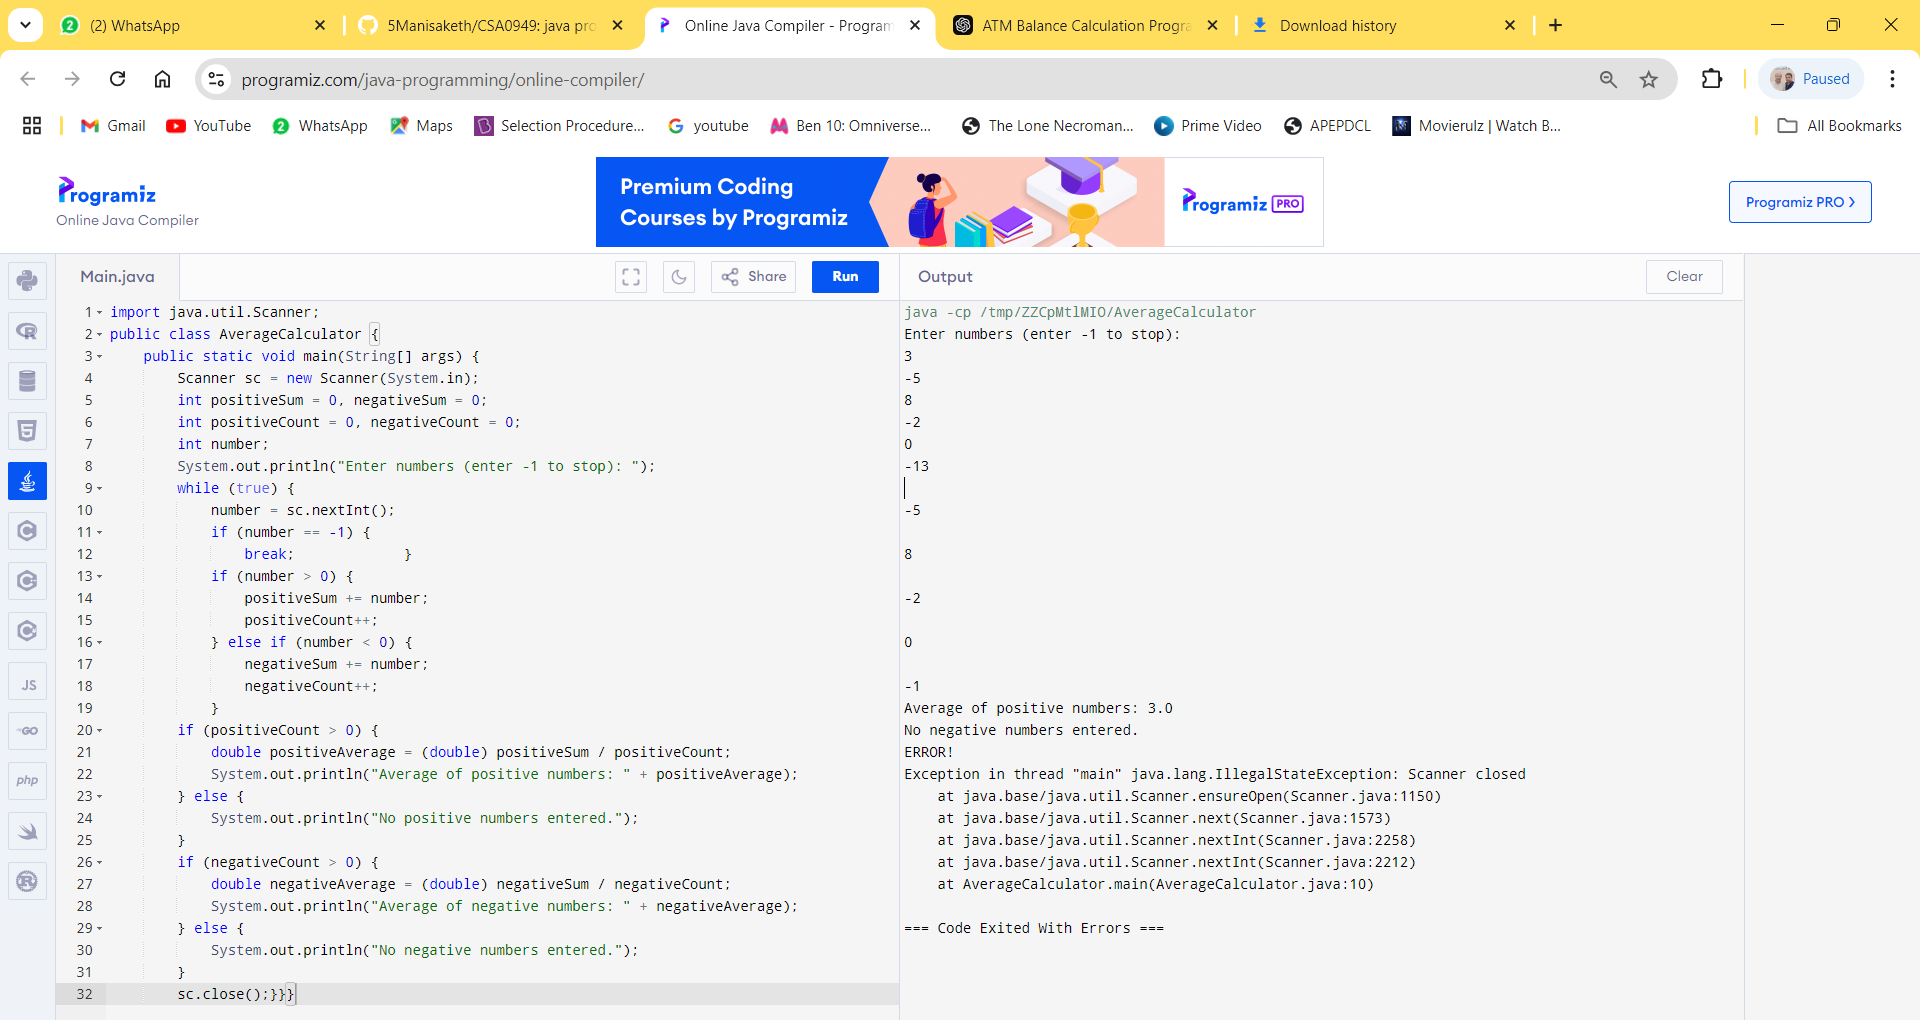 (2) WhatsApp
5Manisaketh/CSA0949: java pro
Online Java Compiler - Program
ATM Balance Calculation Progra
Download history
programiz.com/java-programming/online-compiler/
Paused
Gmail
YouTube
WhatsApp
Maps
Selection Procedure...
youtube
Ben 10: Omniverse...
The Lone Necroman...
Prime Video
APEPDCL
Movierulz | Watch B...
All Bookmarks
Programiz
Online Java Compiler
Premium Coding
Courses by Programiz
Programiz PRO
Programiz PRO >
Main.java
Share
Run
Output
Clear
1 import java.util.Scanner;
2 public class AverageCalculator {
3 public static void main(String[] args) {
4 Scanner sc = new Scanner(System.in);
5 int positiveSum = 0, negativeSum = 0;
6 int positiveCount = 0, negativeCount = 0;
7 int number;
8 System.out.println("Enter numbers (enter -1 to stop): ");
9 while (true) {
10 number = sc.nextInt();
11 if (number == -1) {
12 break; }
13 if (number > 0) {
14 positiveSum += number;
15 positiveCount++;
16 } else if (number < 0) {
17 negativeSum += number;
18 negativeCount++;
19 }
20 if (positiveCount > 0) {
21 double positiveAverage = (double) positiveSum / positiveCount;
22 System.out.println("Average of positive numbers: " + positiveAverage);
23 } else {
24 System.out.println("No positive numbers entered.");
25 }
26 if (negativeCount > 0) {
27 double negativeAverage = (double) negativeSum / negativeCount;
28 System.out.println("Average of negative numbers: " + negativeAverage);
29 } else {
30 System.out.println("No negative numbers entered.");
31 }
32 sc.close();}}}
java -cp /tmp/ZZCpMtlMIO/AverageCalculator
Enter numbers (enter -1 to stop):
3
-5
8
-2
0
-13
-5
8
-2
0
-1
Average of positive numbers: 3.0
No negative numbers entered.
ERROR!
Exception in thread "main" java.lang.IllegalStateException: Scanner closed
at java.base/java.util.Scanner.ensureOpen(Scanner.java:1150)
at java.base/java.util.Scanner.next(Scanner.java:1573)
at java.base/java.util.Scanner.nextInt(Scanner.java:2258)
at java.base/java.util.Scanner.nextInt(Scanner.java:2212)
at AverageCalculator.main(AverageCalculator.java:10)
=== Code Exited With Errors ===
JS
GO
php